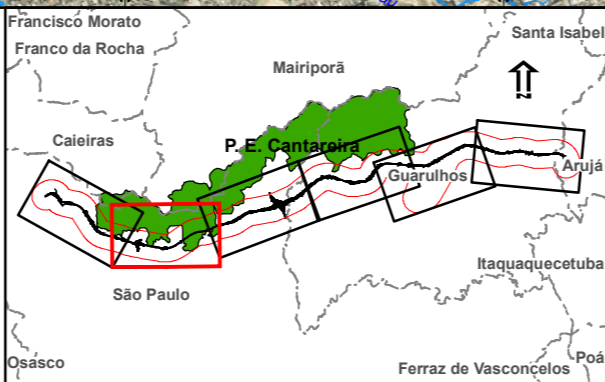 Francisco Morato
Santa Isabel
Franco da Rocha
Mairiporã
N
Caieiras
P. E. Cantareira
Arujá
Guarulhos
Itaquaquecetuba
São Paulo
Osasco
Poá
Ferraz de Vasconcelos